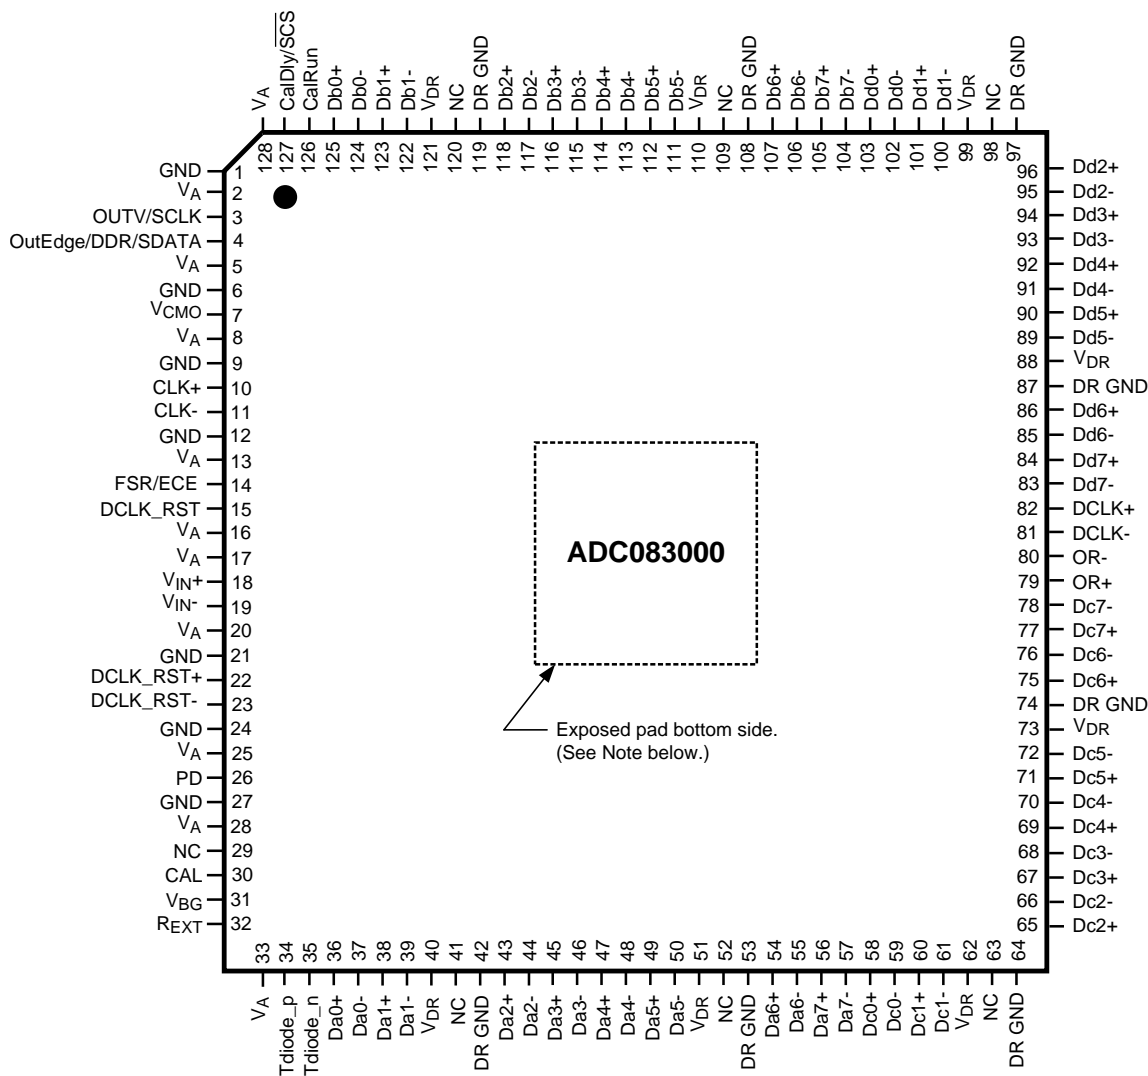 VA
CalDly/SCS
CalRun
Db0+
Db0-
Db1+
Db1-
VDR
NC
DR GND
Db2+
Db2-
Db3+
Db3-
Db4+
Db4-
Db5+
Db5-
VDR
NC
DR GND
Db6+
Db6-
Db7+
Db7-
Dd0+
Dd0-
Dd1+
Dd1-
VDR
NC
DR GND
128 127 126 125 124 123 122 121 120 119 118 117 116 115 114 113 112 111 110 109 108 107 106 105 104 103 102 101 100 99 98 97
GND 1
VA 2
OUTV/SCLK 3
OutEdge/DDR/SDATA 4
VA 5
GND 6
VCMO 7
VA 8
GND 9
CLK+ 10
CLK- 11
GND 12
VA 13
FSR/ECE 14
DCLK_RST 15
VA 16
VA 17
VIN+ 18
VIN- 19
VA 20
GND 21
DCLK_RST+ 22
DCLK_RST- 23
GND 24
VA 25
PD 26
GND 27
VA 28
NC 29
CAL 30
VBG 31
REXT 32
ADC083000
Exposed pad bottom side.
(See Note below.)
96 Dd2+
95 Dd2-
94 Dd3+
93 Dd3-
92 Dd4+
91 Dd4-
90 Dd5+
89 Dd5-
88 VDR
87 DR GND
86 Dd6+
85 Dd6-
84 Dd7+
83 Dd7-
82 DCLK+
81 DCLK-
80 OR-
79 OR+
78 Dc7-
77 Dc7+
76 Dc6-
75 Dc6+
74 DR GND
73 VDR
72 Dc5-
71 Dc5+
70 Dc4-
69 Dc4+
68 Dc3-
67 Dc3+
66 Dc2-
65 Dc2+
33 34 35 36 37 38 39 40 41 42 43 44 45 46 47 48 49 50 51 52 53 54 55 56 57 58 59 60 61 62 63 64
VA
Tdiode_p
Tdiode_n
Da0+
Da0-
Da1+
Da1-
VDR
NC
DR GND
Da2+
Da2-
Da3+
Da3-
Da4+
Da4-
Da5+
Da5-
VDR
NC
DR GND
Da6+
Da6-
Da7+
Da7-
Dc0+
Dc0-
Dc1+
Dc1-
VDR
NC
DR GND